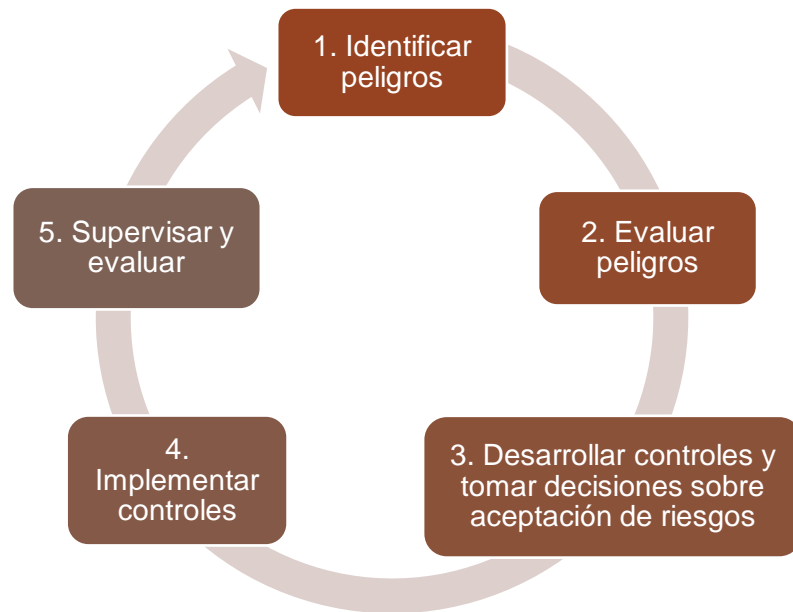 1. Identificar
peligros
2. Evaluar
peligros
3. Desarrollar controles y
tomar decisiones sobre
aceptación de riesgos
4.
Implementar
controles
5. Supervisar y
evaluar